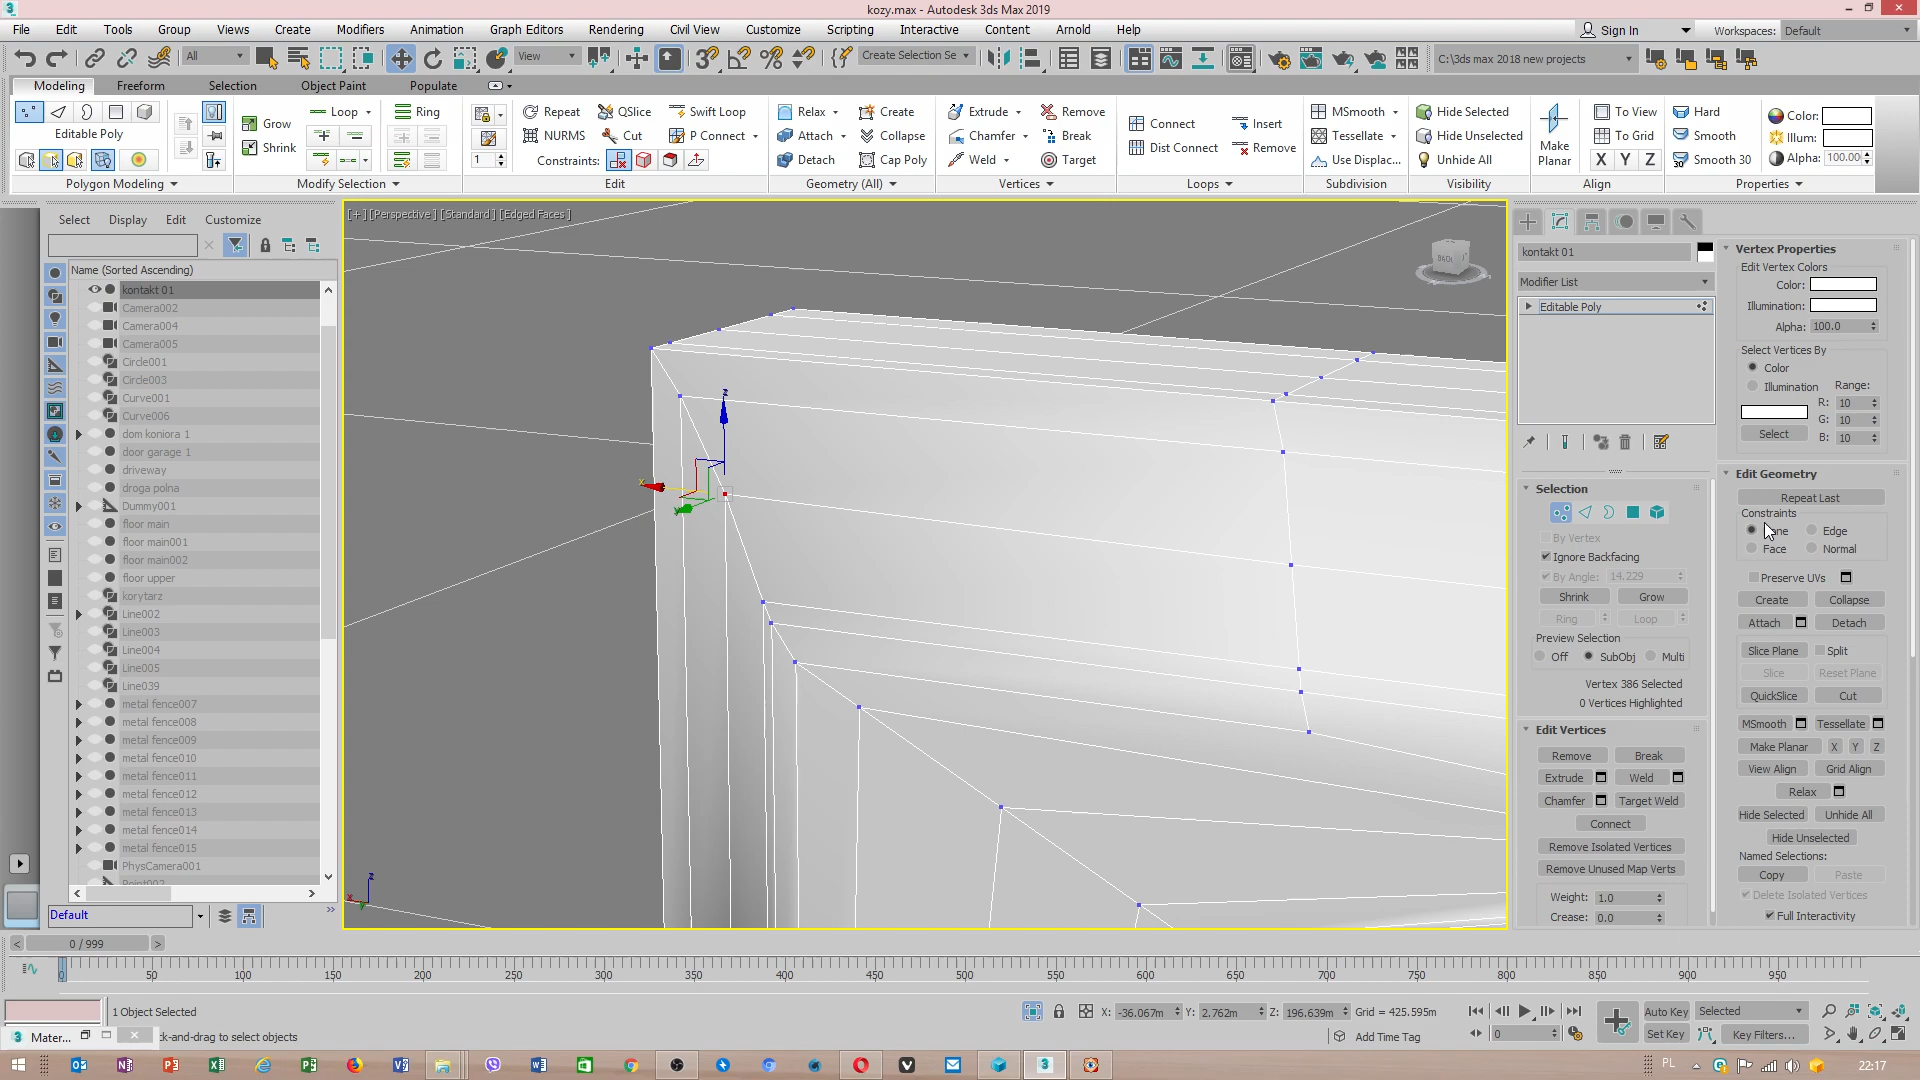 kozy.max - Autodesk 3ds Max 2019
File Edit Tools Group Views Create Modifiers Animation Graph Editors Rendering Civil View Customize Scripting Interactive Content Arnold Help
Sign In Workspaces: Default
All View Create Selection Se C:\3ds max 2018 new projects
Modeling Freeform Selection Object Paint Populate
Loop Ring Repeat QSlice Swift Loop Relax Create Extrude Remove MSmooth Hide Selected To View Hard Color:
Grow Connect Insert
Editable Poly NURMS Cut P Connect Attach Collapse Chamfer Break Tessellate Hide Unselected To Grid Smooth Illum:
Shrink Dist Connect Remove Make Planar
1 Constraints: Detach Cap Poly Weld Target Use Displac... Unhide All X Y Z Smooth 30 Alpha: 100.00
Polygon Modeling Modify Selection Edit Geometry (All) Vertices Loops Subdivision Visibility Align Properties
Select Display Edit Customize
[+] [Perspective ] [Standard ] [Edged Faces ]
Name (Sorted Ascending)
kontakt 01
Camera002
Camera004
Camera005
Circle001
Circle003
Curve001
Curve006
dom koniora 1
door garage 1
driveway
droga polna
Dummy001
floor main
floor main001
floor main002
floor upper
korytarz
Line002
Line003
Line004
Line005
Line039
metal fence007
metal fence008
metal fence009
metal fence010
metal fence011
metal fence012
metal fence013
metal fence014
metal fence015
PhysCamera001
Point002
Default
z
x
y
z
x
y
kontakt 01
Modifier List
Editable Poly
Selection
By Vertex
Ignore Backfacing
By Angle: 14.229
Shrink Grow
Ring Loop
Preview Selection
Off SubObj Multi
Vertex 386 Selected
0 Vertices Highlighted
Edit Vertices
Remove Break
Extrude Weld
Chamfer Target Weld
Connect
Remove Isolated Vertices
Remove Unused Map Verts
Weight: 1.0
Crease: 0.0
Vertex Properties
Edit Vertex Colors
Color:
Illumination:
Alpha: 100.0
Select Vertices By
Color
Illumination Range:
R: 10
G: 10
Select B: 10
Edit Geometry
Repeat Last
Constraints
Edge
Face Normal
Preserve UVs
Create Collapse
Attach Detach
Slice Plane Split
Slice Reset Plane
QuickSlice Cut
MSmooth Tessellate
Make Planar X Y Z
View Align Grid Align
Relax
Hide Selected Unhide All
Hide Unselected
Named Selections:
Copy Paste
Delete Isolated Vertices
Full Interactivity
0 / 999
0 50 100 150 200 250 300 350 400 450 500 550 600 650 700 750 800 850 900 950
1 Object Selected X: -36.067m Y: 2.762m Z: 196.639m Grid = 425.595m Auto Key Selected
Mater... ck-and-drag to select objects Add Time Tag 0 Set Key Key Filters...
PL 22:17